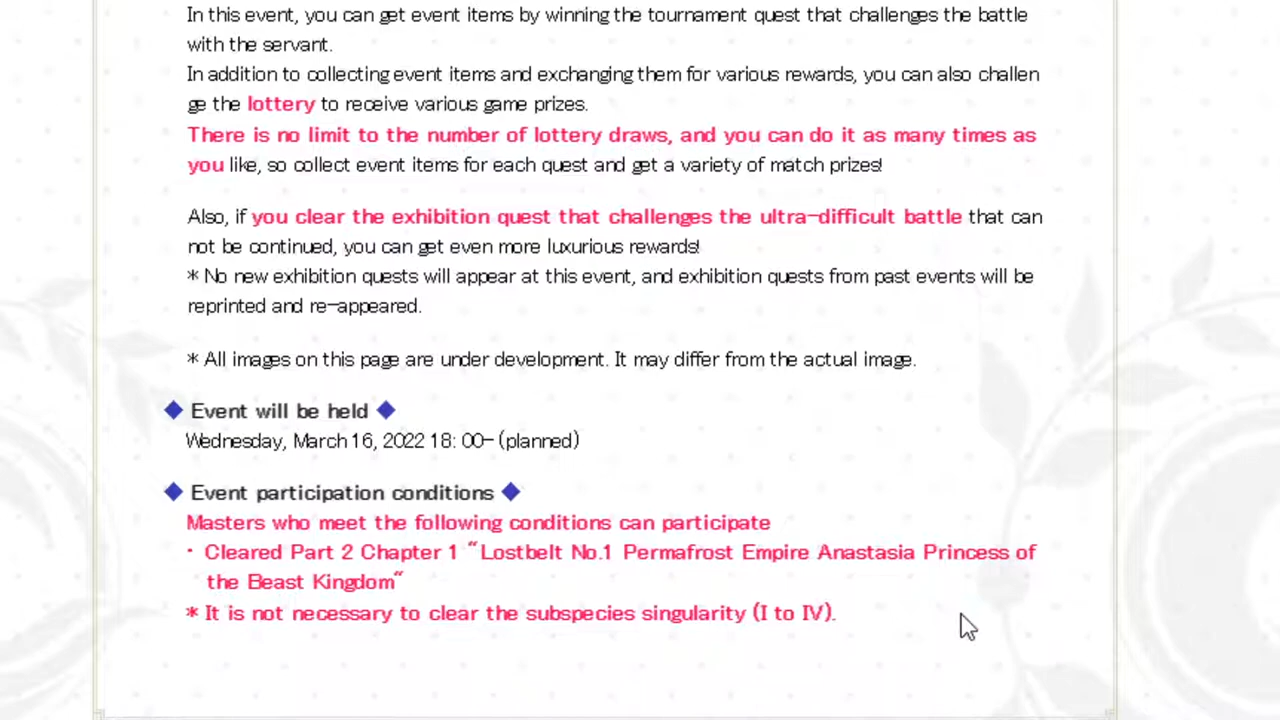 In this event, you can get event items by winning the tournament quest that challenges the battle
with the servant.
In addition to collecting event items and exchanging them for various rewards, you can also challen
ge the lottery to receive various game prizes.
There is no limit to the number of lottery draws, and you can do it as many times as
you like, so collect event items for each quest and get a variety of match prizes!
Also, if you clear the exhibition quest that challenges the ultra-difficult battle that can
not be continued, you can get even more luxurious rewards!
* No new exhibition quests will appear at this event, and exhibition quests from past events will be
reprinted and re-appeared.
* All images on this page are under development. It may differ from the actual image.
◆ Event will be held ◆
Wednesday, March 16, 2022 18: 00- (planned)
◆ Event participation conditions ◆
Masters who meet the following conditions can participate
・ Cleared Part 2 Chapter 1 "Lostbelt No.1 Permafrost Empire Anastasia Princess of
the Beast Kingdom"
* It is not necessary to clear the subspecies singularity (I to IV).